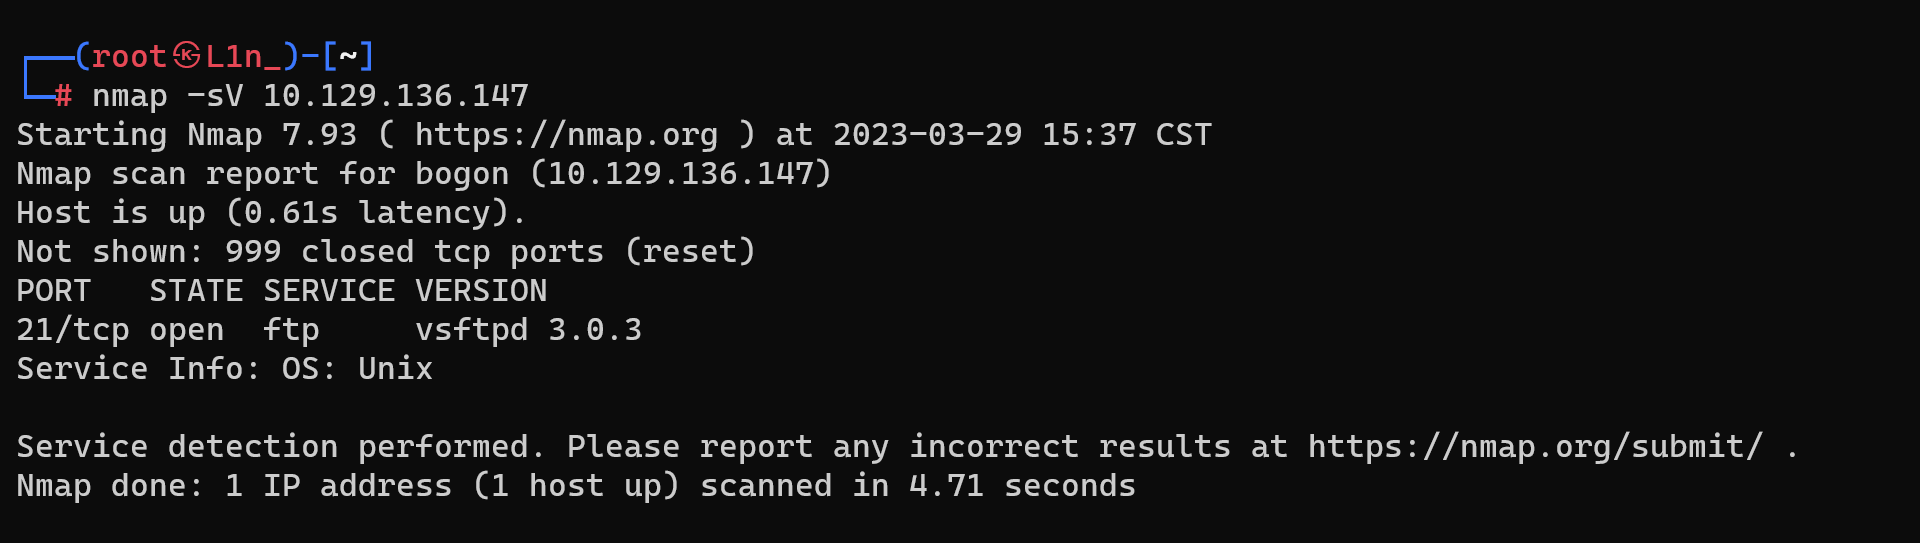 ┌──(root㉿L1n_)-[~]
└─# nmap -sV 10.129.136.147
Starting Nmap 7.93 ( https://nmap.org ) at 2023-03-29 15:37 CST
Nmap scan report for bogon (10.129.136.147)
Host is up (0.61s latency).
Not shown: 999 closed tcp ports (reset)
PORT   STATE SERVICE VERSION
21/tcp open  ftp     vsftpd 3.0.3
Service Info: OS: Unix

Service detection performed. Please report any incorrect results at https://nmap.org/submit/ .
Nmap done: 1 IP address (1 host up) scanned in 4.71 seconds